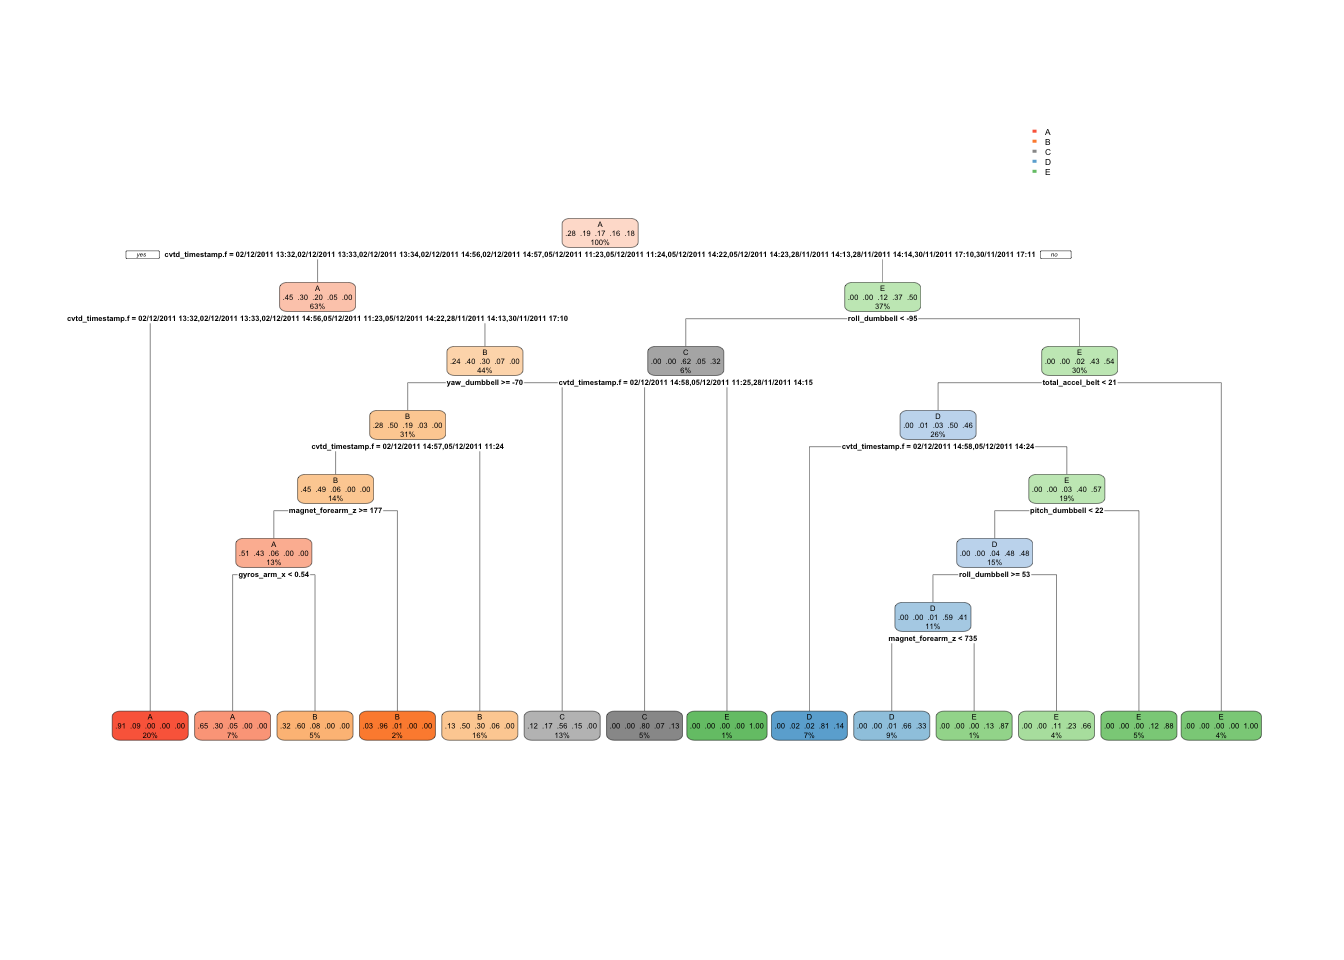 A
B
C
D
E
A
.28 .19 .17 .16 .18
100%
yes
cvtd_timestamp.f = 02/12/2011 13:32,02/12/2011 13:33,02/12/2011 13:34,02/12/2011 14:56,02/12/2011 14:57,05/12/2011 11:23,05/12/2011 11:24,05/12/2011 14:22,05/12/2011 14:23,28/11/2011 14:13,28/11/2011 14:14,30/11/2011 17:10,30/11/2011 17:11
no
A
.45 .30 .20 .05 .00
63%
cvtd_timestamp.f = 02/12/2011 13:32,02/12/2011 13:33,02/12/2011 14:56,05/12/2011 11:23,05/12/2011 14:22,28/11/2011 14:13,30/11/2011 17:10
E
.00 .00 .12 .37 .50
37%
roll_dumbbell < -95
B
.24 .40 .30 .07 .00
44%
yaw_dumbbell >= -70
C
.00 .00 .62 .05 .32
6%
cvtd_timestamp.f = 02/12/2011 14:58,05/12/2011 11:25,28/11/2011 14:15
E
.00 .00 .02 .43 .54
30%
total_accel_belt < 21
B
.28 .50 .19 .03 .00
31%
cvtd_timestamp.f = 02/12/2011 14:57,05/12/2011 11:24
D
.00 .01 .03 .50 .46
26%
cvtd_timestamp.f = 02/12/2011 14:58,05/12/2011 14:24
B
.45 .49 .06 .00 .00
14%
magnet_forearm_z >= 177
E
.00 .00 .03 .40 .57
19%
pitch_dumbbell < 22
A
.51 .43 .06 .00 .00
13%
gyros_arm_x < 0.54
D
.00 .00 .04 .48 .48
15%
roll_dumbbell >= 53
D
.00 .00 .01 .59 .41
11%
magnet_forearm_z < 735
A
.91 .09 .00 .00 .00
20%
A
.65 .30 .05 .00 .00
7%
B
.32 .60 .08 .00 .00
5%
B
.03 .96 .01 .00 .00
2%
B
.13 .50 .30 .06 .00
16%
C
.12 .17 .56 .15 .00
13%
C
.00 .00 .80 .07 .13
5%
E
.00 .00 .00 .00 1.00
1%
D
.00 .02 .02 .81 .14
7%
D
.00 .00 .01 .66 .33
9%
E
.00 .00 .00 .13 .87
1%
E
.00 .00 .11 .23 .66
4%
E
.00 .00 .00 .12 .88
5%
E
.00 .00 .00 .00 1.00
4%